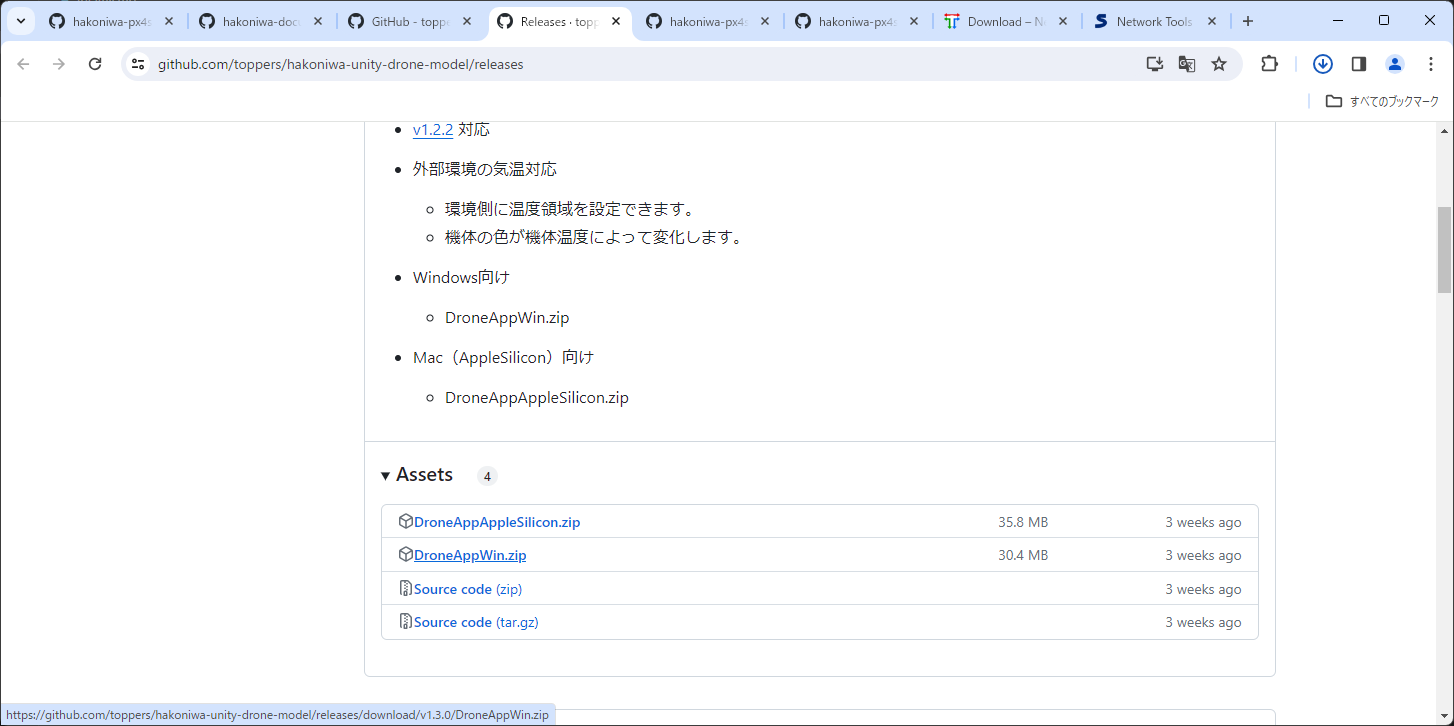 hakoniwa-px4s
hakoniwa-doc
GitHub - toppe
Releases · topp
hakoniwa-px4s
hakoniwa-px4s
Download – N
Network Tools
github.com/toppers/hakoniwa-unity-drone-model/releases
すべてのブックマーク
v1.2.2 対応
外部環境の気温対応
環境側に温度領域を設定できます。
機体の色が機体温度によって変化します。
Windows向け
DroneAppWin.zip
Mac（AppleSilicon）向け
DroneAppAppleSilicon.zip
Assets 4
DroneAppAppleSilicon.zip 35.8 MB 3 weeks ago
DroneAppWin.zip 30.4 MB 3 weeks ago
Source code (zip) 3 weeks ago
Source code (tar.gz) 3 weeks ago
https://github.com/toppers/hakoniwa-unity-drone-model/releases/download/v1.3.0/DroneAppWin.zip